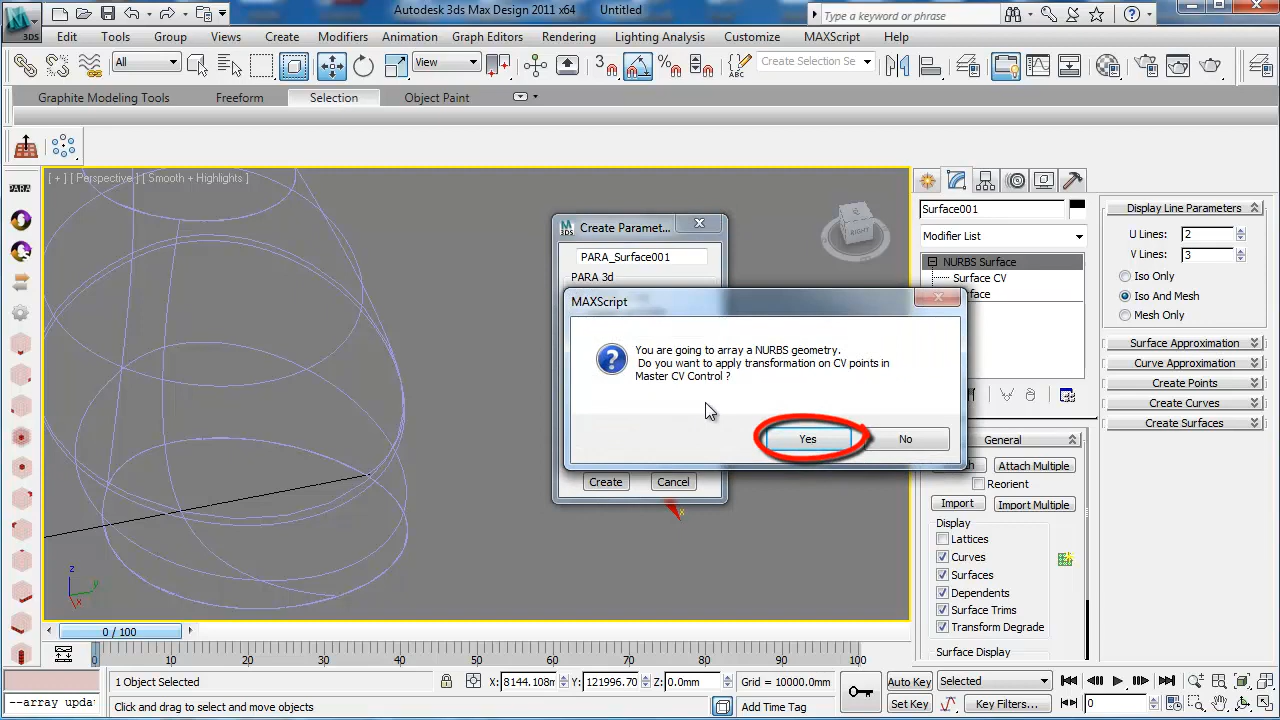 Autodesk 3ds Max Design 2011 x64 Untitled
Type a keyword or phrase
3DS
Edit Tools Group Views Create Modifiers Animation Graph Editors Rendering Lighting Analysis Customize MAXScript Help
All View Create Selection Se
Graphite Modeling Tools Freeform Selection Object Paint
PARA
[ + ] [ Perspective ] [ Smooth + Highlights ]
RIGHT
Create Paramet...
PARA_Surface001
PARA 3d
MAXScript
You are going to array a NURBS geometry.
Do you want to apply transformation on CV points in
Master CV Control ?
Yes No
Create Cancel
x
z
y
x
Surface001
Modifier List
NURBS Surface
Surface CV
Display Line Parameters
U Lines: 2
V Lines: 3
Iso Only
Iso And Mesh
Mesh Only
Surface Approximation
Curve Approximation
Create Points
Create Curves
Create Surfaces
General
Attach Multiple
Reorient
Import Import Multiple
Display
Lattices
Curves
Surfaces
Dependents
Surface Trims
Transform Degrade
Surface Display
0 / 100
0 10 20 30 40 50 60 70 80 90 100
1 Object Selected X: 8144.108m Y: 121996.70 Z: 0.0mm Grid = 10000.0mm Auto Key Selected
--array upda Click and drag to select and move objects Add Time Tag Set Key Key Filters... 0